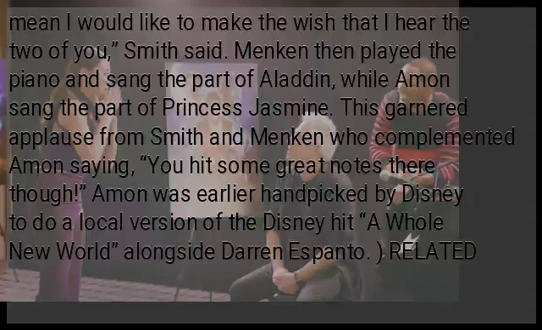 mean I would like to make the wish that I hear the
two of you,” Smith said. Menken then played the
piano and sang the part of Aladdin, while Amon
sang the part of Princess Jasmine. This garnered
applause from Smith and Menken who complemented
Amon saying, “You hit some great notes there
though!” Amon was earlier handpicked by Disney
to do a local version of the Disney hit “A Whole
New World” alongside Darren Espanto. ) RELATED